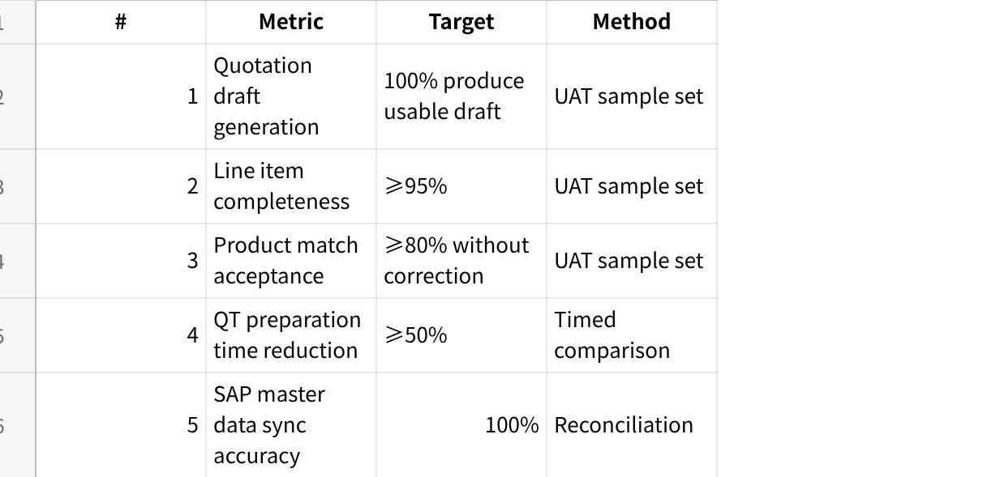 1 # Metric Target Method
2 1 Quotation draft generation 100% produce usable draft UAT sample set
3 2 Line item completeness ⩾95% UAT sample set
4 3 Product match acceptance ⩾80% without correction UAT sample set
5 4 QT preparation time reduction ⩾50% Timed comparison
6 5 SAP master data sync accuracy 100% Reconciliation